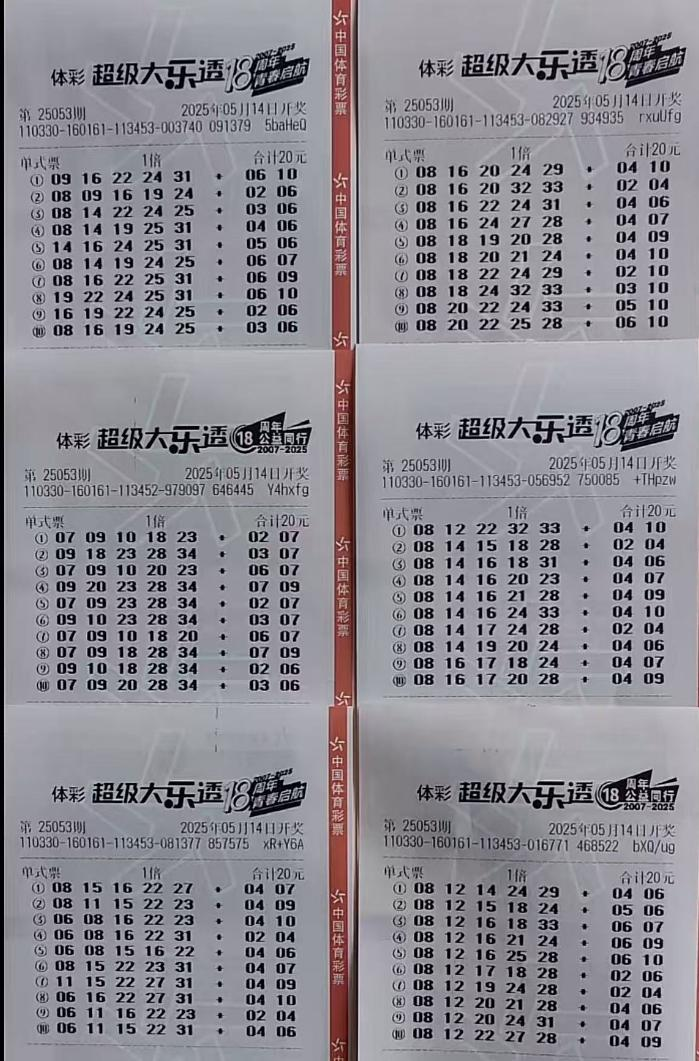 体彩 超级大乐透 18 2007-2025 周年 青春启航
第 25053期 2025年05月14日开奖
110330-160161-113453-003740 091379 5baHeQ
单式票 1倍 合计20元
① 09 16 22 24 31 + 06 10
② 08 09 16 19 24 + 02 06
③ 08 14 22 24 25 + 03 06
④ 08 14 19 25 31 + 04 06
⑤ 14 16 24 25 31 + 05 06
⑥ 08 14 19 24 25 + 06 07
⑦ 08 16 22 25 31 + 06 09
⑧ 19 22 24 25 31 + 06 10
⑨ 16 19 22 24 25 + 02 06
⑩ 08 16 19 24 25 + 03 06
中国体育彩票
中国体育彩票
体彩 超级大乐透 18 2007-2025 周年 青春启航
第 25053期 2025年05月14日开奖
110330-160161-113453-082927 934935 rxuUfg
单式票 1倍 合计20元
① 08 16 20 24 29 + 04 10
② 08 16 20 32 33 + 02 04
③ 08 16 22 24 31 + 04 06
④ 08 16 24 27 28 + 04 07
⑤ 08 18 19 20 28 + 04 09
⑥ 08 18 20 21 24 + 04 10
⑦ 08 18 22 24 29 + 02 10
⑧ 08 18 24 32 33 + 03 10
⑨ 08 20 22 24 33 + 05 10
⑩ 08 20 22 25 28 + 06 10
体彩 超级大乐透 18 周年 公益同行 2007-2025
第 25053期 2025年05月14日开奖
110330-160161-113452-979097 646445 Y4hxfg
单式票 1倍 合计20元
① 07 09 10 18 23 + 02 07
② 09 18 23 28 34 + 03 07
③ 07 09 10 20 23 + 06 07
④ 09 20 23 28 34 + 07 09
⑤ 07 09 23 28 34 + 02 07
⑥ 09 10 23 28 34 + 03 07
⑦ 07 09 10 18 20 + 06 07
⑧ 07 09 18 28 34 + 07 09
⑨ 09 10 18 28 34 + 02 06
⑩ 07 09 20 28 34 + 03 06
中国体育彩票
中国体育彩票
体彩 超级大乐透 18 2007-2025 周年 青春启航
第 25053期 2025年05月14日开奖
110330-160161-113453-056952 750085 +THpzw
单式票 1倍 合计20元
① 08 12 22 32 33 + 04 10
② 08 14 15 18 28 + 02 04
③ 08 14 16 18 31 + 04 06
④ 08 14 16 20 23 + 04 07
⑤ 08 14 16 21 28 + 04 09
⑥ 08 14 16 24 33 + 04 10
⑦ 08 14 17 24 28 + 02 04
⑧ 08 14 19 20 24 + 04 06
⑨ 08 16 17 18 24 + 04 07
⑩ 08 16 17 20 28 + 04 09
体彩 超级大乐透 18 2007-2025 周年 青春启航
第 25053期 2025年05月14日开奖
110330-160161-113453-081377 857575 xR+Y6A
单式票 1倍 合计20元
① 08 15 16 22 27 + 04 07
② 08 11 15 22 23 + 04 09
③ 06 08 16 22 23 + 04 10
④ 06 08 16 22 31 + 02 04
⑤ 06 08 15 16 22 + 04 06
⑥ 08 15 22 23 31 + 04 07
⑦ 11 15 22 27 31 + 04 09
⑧ 06 16 22 27 31 + 04 10
⑨ 06 11 16 22 23 + 02 04
⑩ 06 11 15 22 31 + 04 06
中国体育彩票
中国体育彩票
体彩 超级大乐透 18 周年 公益同行 2007-2025
第 25053期 2025年05月14日开奖
110330-160161-113453-016771 468522 bXQ/ug
单式票 1倍 合计20元
① 08 12 14 24 29 + 04 06
② 08 12 15 18 24 + 05 06
③ 08 12 16 18 33 + 06 07
④ 08 12 16 21 24 + 06 09
⑤ 08 12 16 25 28 + 06 10
⑥ 08 12 17 18 28 + 02 06
⑦ 08 12 19 24 28 + 02 04
⑧ 08 12 20 21 28 + 04 06
⑨ 08 12 20 24 31 + 04 07
⑩ 08 12 22 27 28 + 04 09